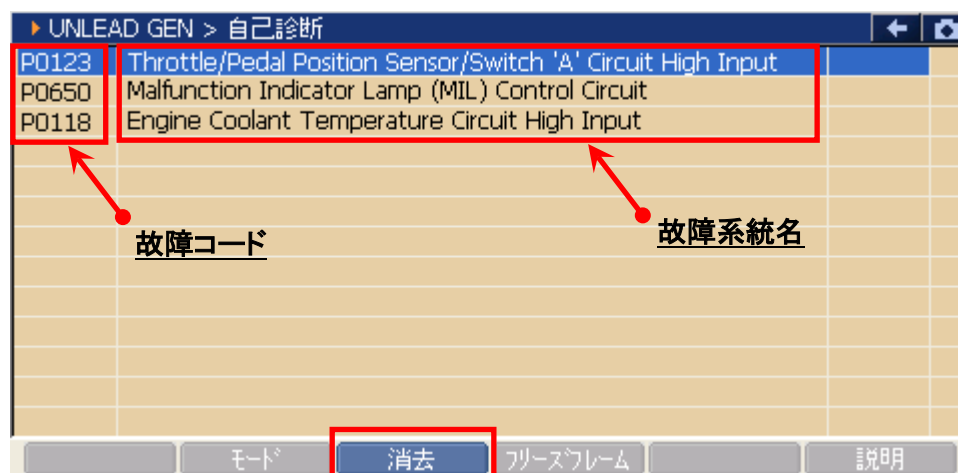 UNLEAD GEN > 自己診断
P0123 Throttle/Pedal Position Sensor/Switch 'A' Circuit High Input
P0650 Malfunction Indicator Lamp (MIL) Control Circuit
P0118 Engine Coolant Temperature Circuit High Input
故障コード 故障系統名
モード 消去 フリーズフレーム 説明